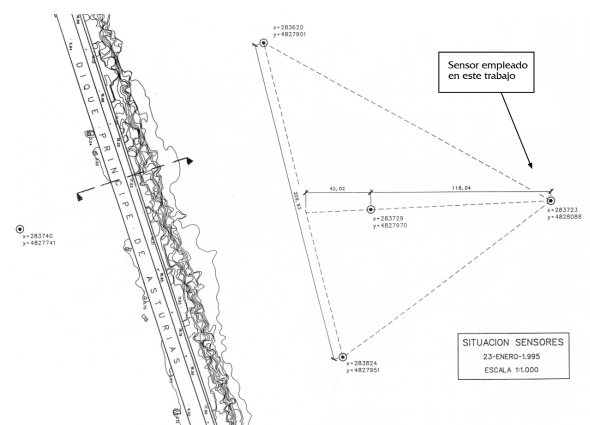 x=283620
y=4827901
Sensor empleado
en este trabajo
DIQUE PRINCIPE DE ASTURIAS
42,02
118,04
x=283729
y=4827970
x=283723
y=4828088
x=283740
y=4827741
x=283824
y=4827951
SITUACION SENSORES
23-ENERO-1.995
ESCALA 1:1.000